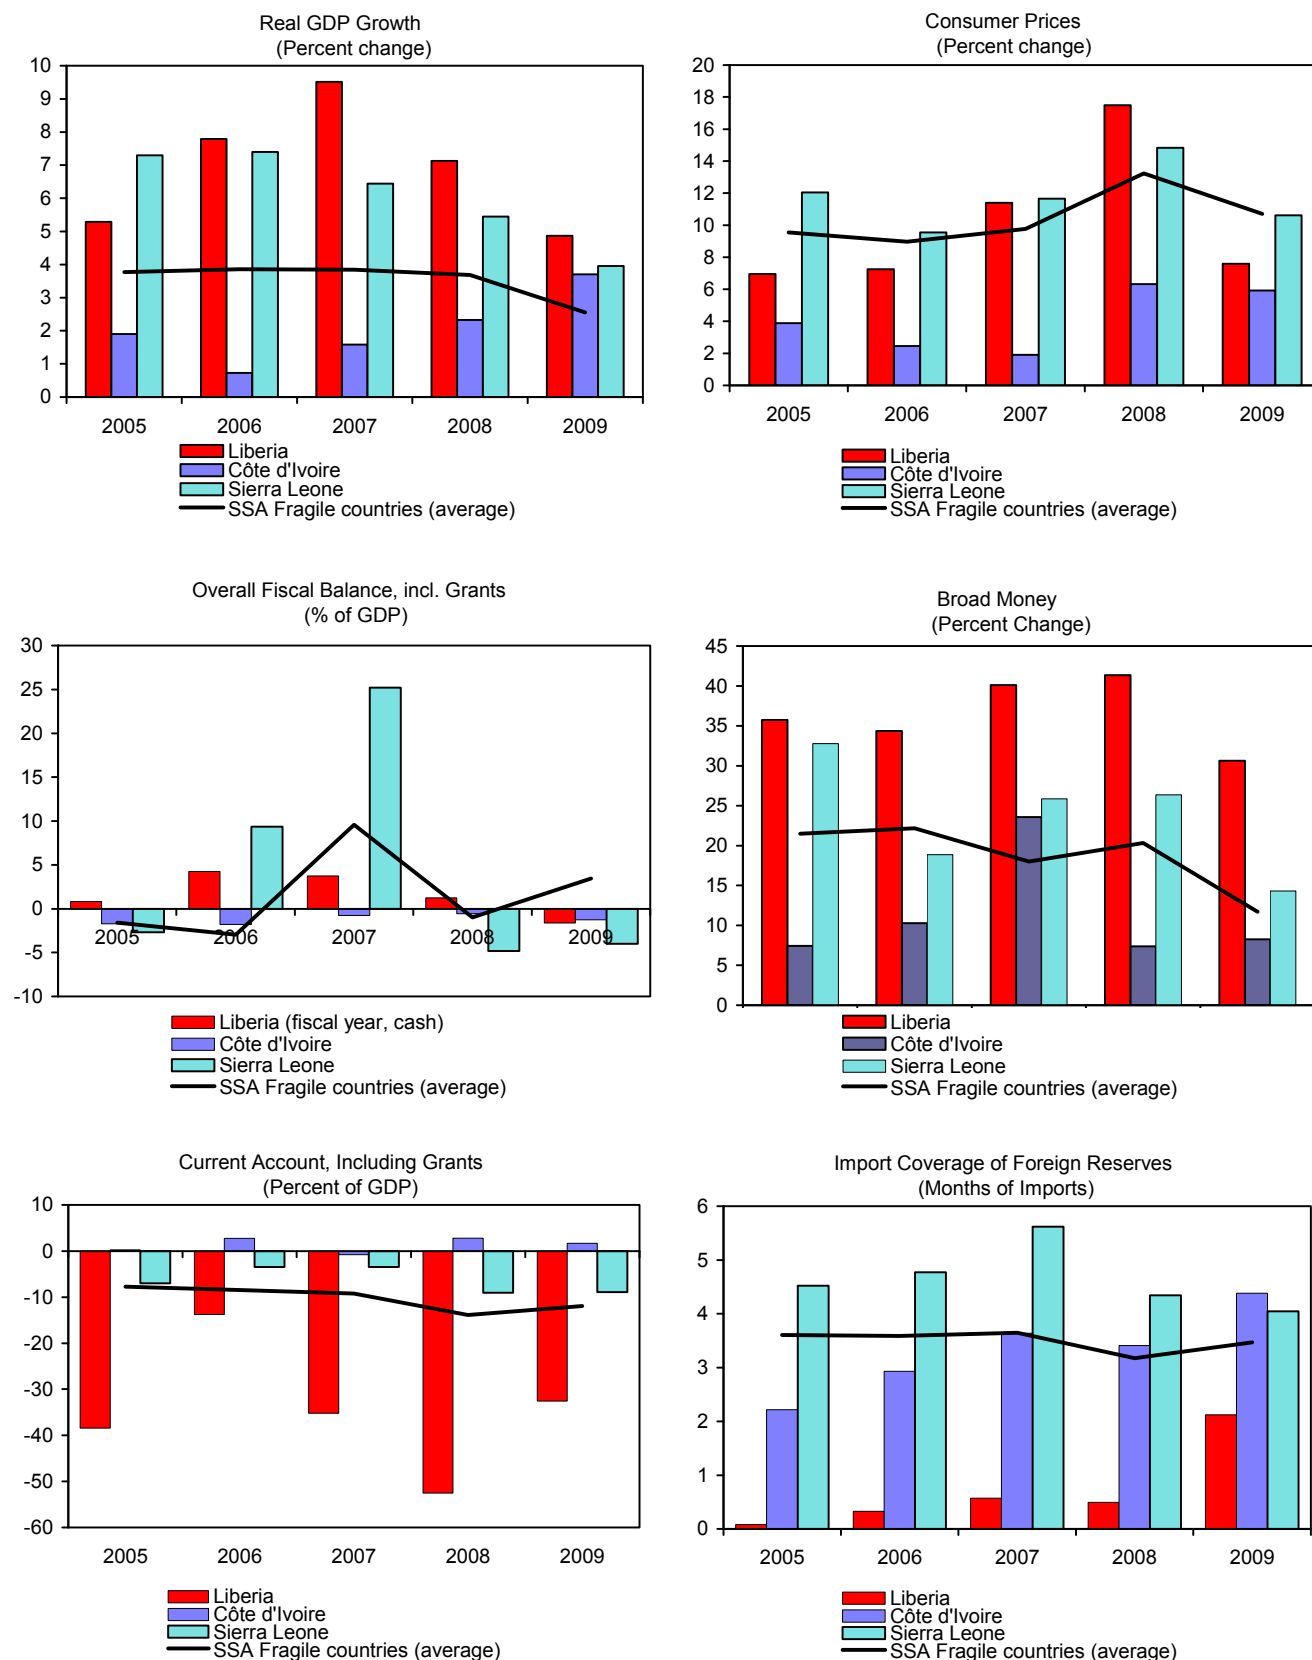 Real GDP Growth
(Percent change)
10
9
8
7
6
5
4
3
2
1
0
2005 2006 2007 2008 2009
Liberia
Côte d'Ivoire
Sierra Leone
SSA Fragile countries (average)
Consumer Prices
(Percent change)
20
18
16
14
12
10
8
6
4
2
0
2005 2006 2007 2008 2009
Liberia
Côte d'Ivoire
Sierra Leone
SSA Fragile countries (average)
Overall Fiscal Balance, incl. Grants
(% of GDP)
30
25
20
15
10
5
0
-5
-10
2005 2006 2007 2008 2009
Liberia (fiscal year, cash)
Côte d'Ivoire
Sierra Leone
SSA Fragile countries (average)
Broad Money
(Percent Change)
45
40
35
30
25
20
15
10
5
0
Liberia
Côte d'Ivoire
Sierra Leone
SSA Fragile countries (average)
Current Account, Including Grants
(Percent of GDP)
10
0
-10
-20
-30
-40
-50
-60
2005 2006 2007 2008 2009
Liberia
Côte d'Ivoire
Sierra Leone
SSA Fragile countries (average)
Import Coverage of Foreign Reserves
(Months of Imports)
6
5
4
3
2
1
0
2005 2006 2007 2008 2009
Liberia
Côte d'Ivoire
Sierra Leone
SSA Fragile countries (average)